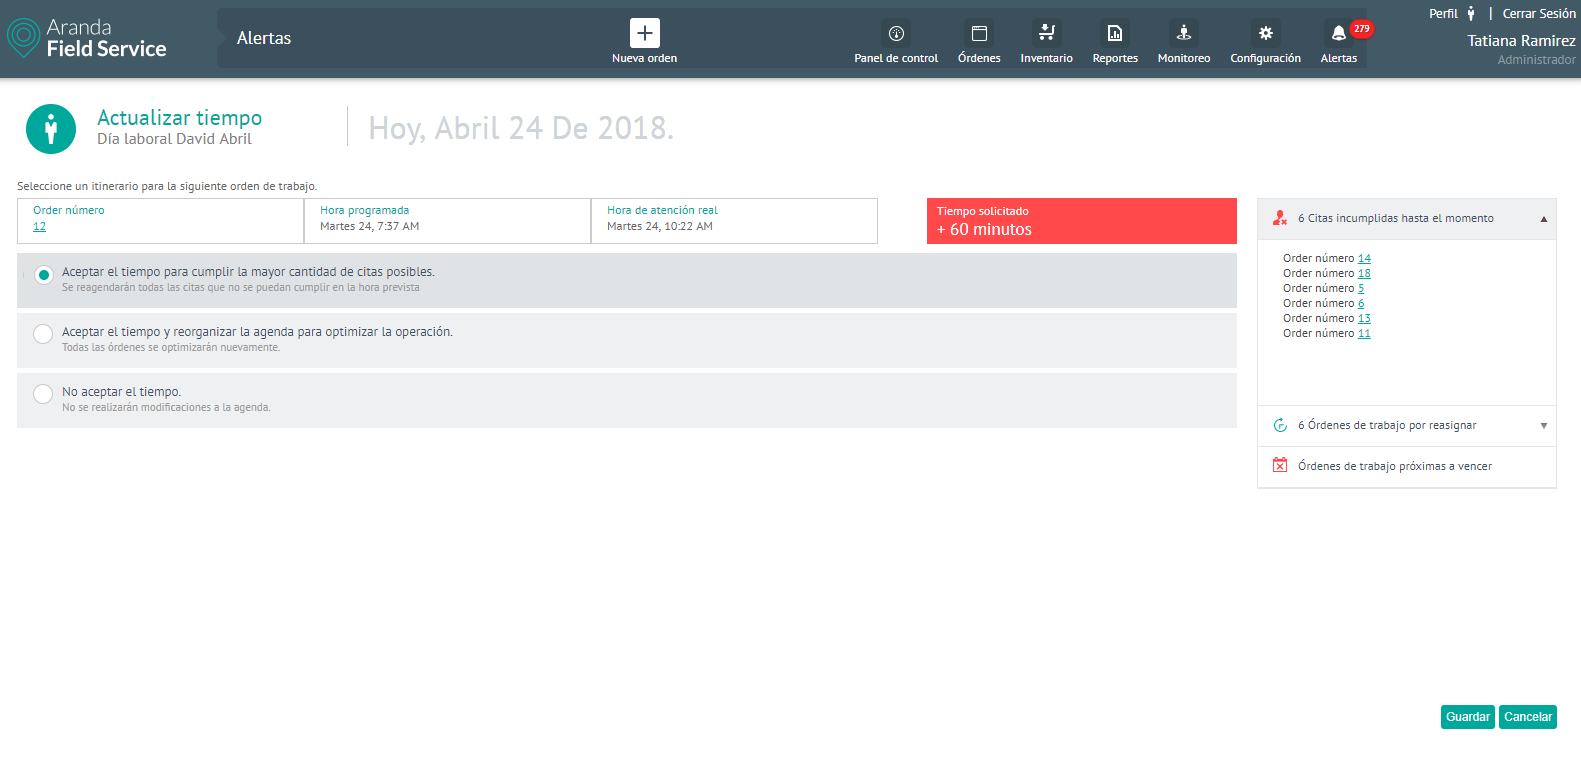 Aranda
Field Service
Alertas
Nueva orden
Panel de control
Órdenes
Inventario
Reportes
Monitoreo
Configuración
Alertas
279
Perfil | Cerrar Sesión
Tatiana Ramirez
Administrador
Actualizar tiempo
Día laboral David Abril
Hoy, Abril 24 De 2018.
Seleccione un itinerario para la siguiente orden de trabajo.
Order número
12
Hora programada
Martes 24, 7:37 AM
Hora de atención real
Martes 24, 10:22 AM
Tiempo solicitado
+ 60 minutos
Aceptar el tiempo para cumplir la mayor cantidad de citas posibles.
Se reagendarán todas las citas que no se puedan cumplir en la hora prevista
Aceptar el tiempo y reorganizar la agenda para optimizar la operación.
Todas las órdenes se optimizarán nuevamente.
No aceptar el tiempo.
No se realizarán modificaciones a la agenda.
6 Citas incumplidas hasta el momento
Order número 14
Order número 18
Order número 5
Order número 6
Order número 13
Order número 11
6 Órdenes de trabajo por reasignar
Órdenes de trabajo próximas a vencer
Guardar
Cancelar